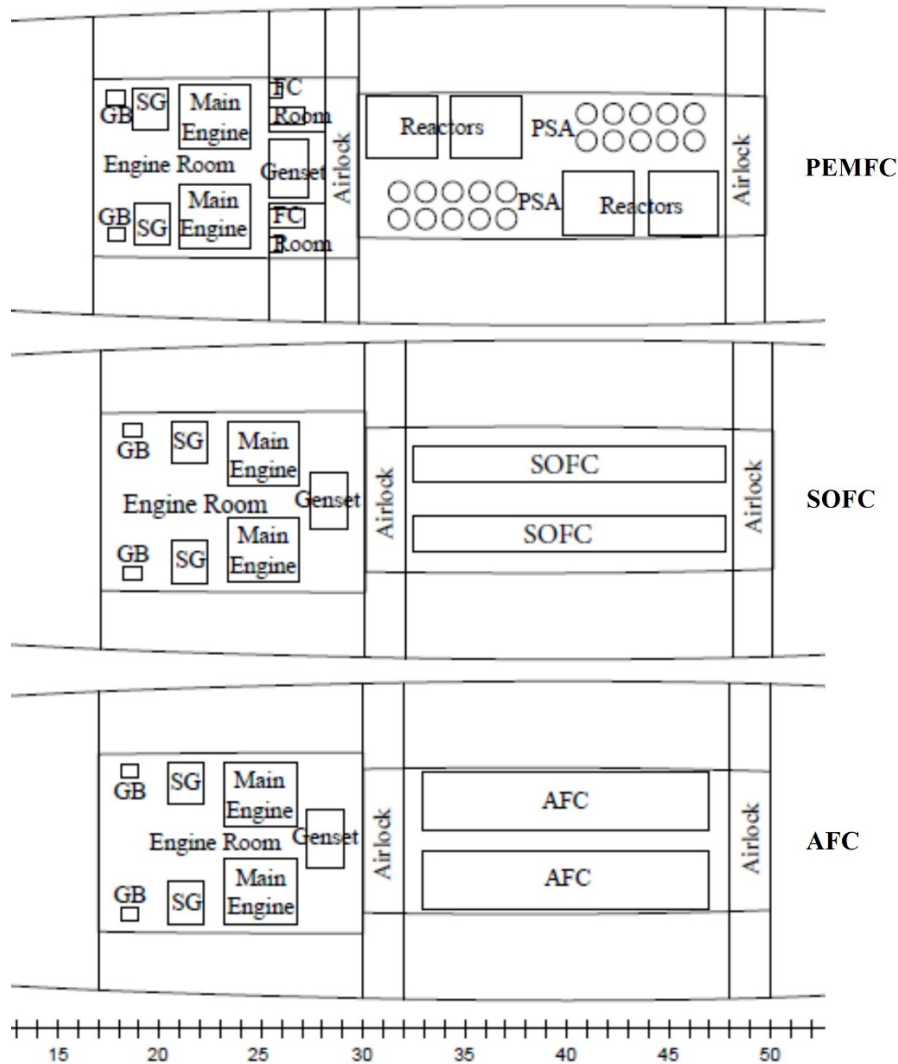 FC
GB
SG
Main
Engine
Room
Reactors
PSA
Airlock
Airlock
PEMFC
Engine Room
Genset
GB
SG
Main
Engine
FC
Room
PSA
Reactors
GB
SG
Main
Engine
SOFC
Engine Room
Genset
Airlock
Airlock
SOFC
GB
SG
Main
Engine
SOFC
GB
SG
Main
Engine
AFC
Engine Room
Genset
Airlock
Airlock
AFC
GB
SG
Main
Engine
AFC
15 20 25 30 35 40 45 50